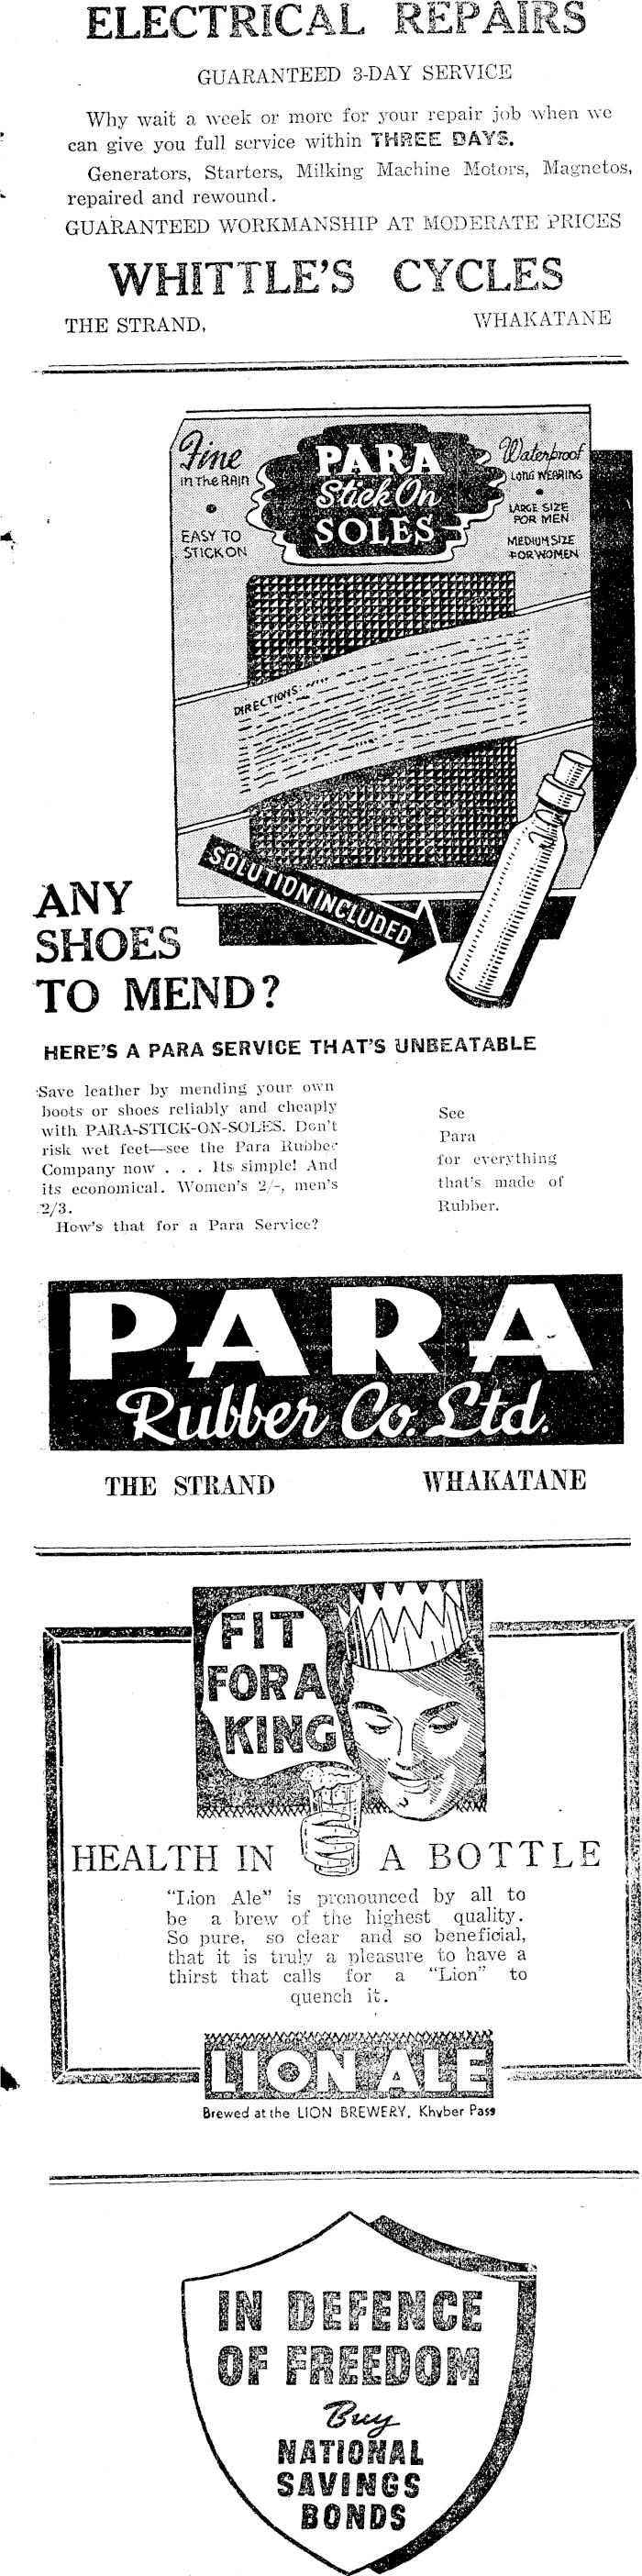 ELECTRICAL REPAIRS
GUARANTEED 3-DAY SERVICE
Why wait a week or more for your repair job when we
can give you full service within THREE DAYS.
Generators, Starters, Milking Machine Motors, Magnetos,
repaired and rewound.
GUARANTEED WORKMANSHIP AT MODERATE PRICES
WHITTLE'S CYCLES
THE STRAND, WHAKATANE
Fine
in The RAIn
EASY TO
STICK ON
PARA
Stick On
SOLES
Waterproof
LONG WEARING
LARGE SIZE
FOR MEN
MEDIUM SIZE
FOR WOMEN
DIRECTIONS
SOLUTION INCLUDED
ANY
SHOES
TO MEND?
HERE'S A PARA SERVICE THAT'S UNBEATABLE
Save leather by mending your own
boots or shoes reliably and cheaply
with PARA-STICK-ON-SOLES. Don't
risk wet feet—see the Para Rubber
Company now . . . Its simple! And
its economical. Women's 2/-, men's
2/3.
How's that for a Para Service?
See
Para
for everything
that's made of
Rubber.
PARA
Rubber Co. Ltd.
THE STRAND WHAKATANE
FIT
FOR A
KING
HEALTH IN A BOTTLE
"Lion Ale" is pronounced by all to
be a brew of the highest quality.
So pure, so clear and so beneficial,
that it is truly a pleasure to have a
thirst that calls for a "Lion" to
quench it.
LION ALE
Brewed at the LION BREWERY, Khyber Pass
IN DEFENCE
OF FREEDOM
Buy
NATIONAL
SAVINGS
BONDS